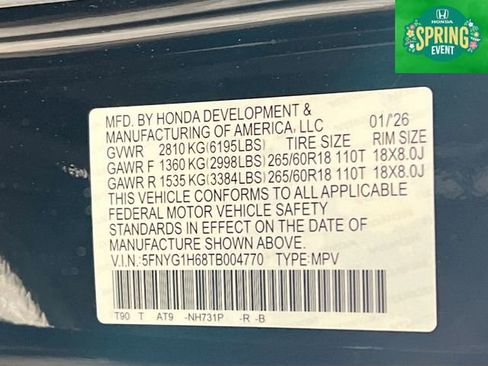 HONDA
SPRING
EVENT
MFD. BY HONDA DEVELOPMENT & 01/'26
MANUFACTURING OF AMERICA, LLC
GVWR 2810 KG(6195LBS) TIRE SIZE RIM SIZE
GAWR F 1360 KG(2998LBS) 265/60R18 110T 18X8.0J
GAWR R 1535 KG(3384LBS) 265/60R18 110T 18X8.0J
THIS VEHICLE CONFORMS TO ALL APPLICABLE
FEDERAL MOTOR VEHICLE SAFETY
STANDARDS IN EFFECT ON THE DATE OF
MANUFACTURE SHOWN ABOVE.
V.I.N.:5FNYG1H68TB004770 TYPE:MPV
T90 T AT9 -NH731P -R -B